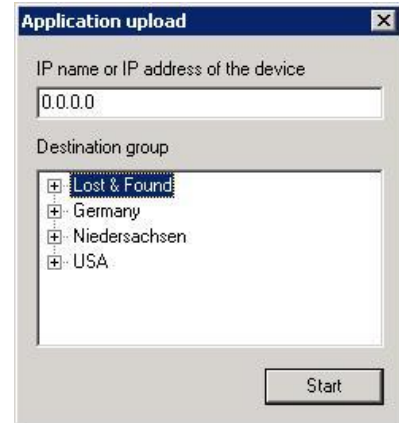 Application upload
IP name or IP address of the device
0.0.0.0
Destination group
Lost & Found
Germany
Niedersachsen
USA
Start